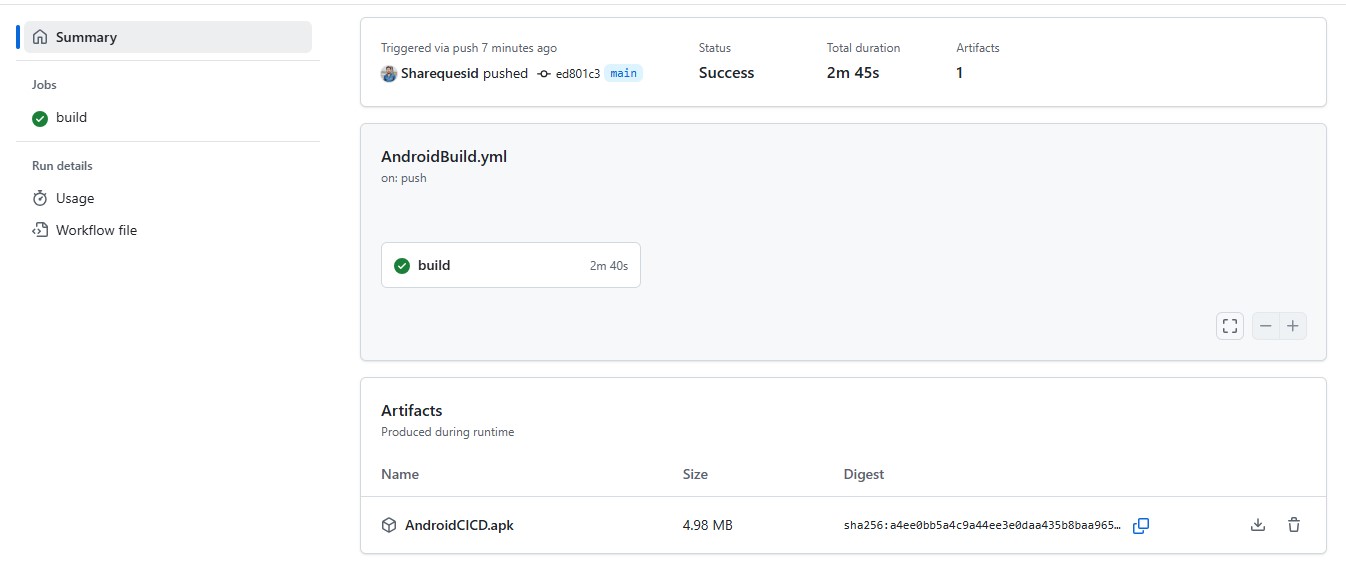 Summary
Jobs
build
Run details
Usage
Workflow file
Triggered via push 7 minutes ago
Sharequesid pushed ed801c3 main
Status
Success
Total duration
2m 45s
Artifacts
1
AndroidBuild.yml
on: push
build 2m 40s
Artifacts
Produced during runtime
Name Size Digest
AndroidCICD.apk 4.98 MB sha256:a4ee0bb5a4c9a44ee3e0daa435b8baa965…